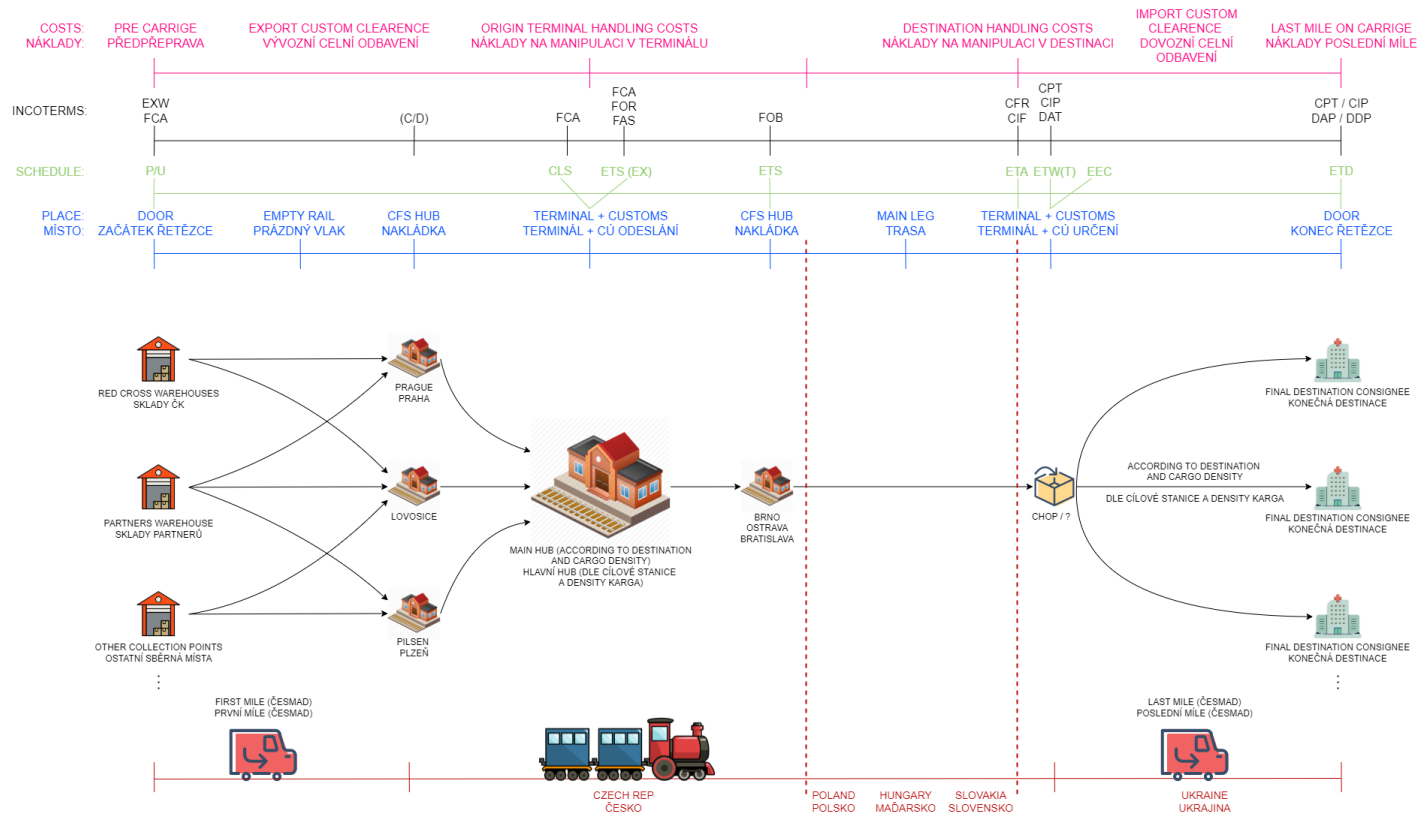 COSTS:
NÁKLADY:
PRE CARRIGE
PŘEDPŘEPRAVA
EXPORT CUSTOM CLEARENCE
VÝVOZNÍ CELNÍ ODBAVENÍ
ORIGIN TERMINAL HANDLING COSTS
NÁKLADY NA MANIPULACI V TERMINÁLU
DESTINATION HANDLING COSTS
NÁKLADY NA MANIPULACI V DESTINACI
IMPORT CUSTOM
CLEARENCE
DOVOZNÍ CELNÍ
ODBAVENÍ
LAST MILE ON CARRIGE
NÁKLADY POSLEDNÍ MÍLE
INCOTERMS:
EXW
FCA
(C/D)
FCA
FCA
FOR
FAS
FOB
CFR
CIF
CPT
CIP
DAT
CPT / CIP
DAP / DDP
SCHEDULE:
P/U
CLS
ETS (EX)
ETS
ETA
ETW(T)
EEC
ETD
PLACE:
MÍSTO:
DOOR
ZAČÁTEK ŘETĚZCE
EMPTY RAIL
PRÁZDNÝ VLAK
CFS HUB
NAKLÁDKA
TERMINAL + CUSTOMS
TERMINÁL + CÚ ODESLÁNÍ
CFS HUB
NAKLÁDKA
MAIN LEG
TRASA
TERMINAL + CUSTOMS
TERMINÁL + CÚ URČENÍ
DOOR
KONEC ŘETĚZCE
RED CROSS WAREHOUSES
SKLADY ČK
PRAGUE
PRAHA
FINAL DESTINATION CONSIGNEE
KONEČNÁ DESTINACE
PARTNERS WAREHOUSE
SKLADY PARTNERŮ
LOVOSICE
MAIN HUB (ACCORDING TO DESTINATION
AND CARGO DENSITY)
HLAVNÍ HUB (DLE CÍLOVÉ STANICE
A DENSITY KARGA)
BRNO
OSTRAVA
BRATISLAVA
CHOP / ?
ACCORDING TO DESTINATION
AND CARGO DENSITY
DLE CÍLOVÉ STANICE A DENSITY KARGA
FINAL DESTINATION CONSIGNEE
KONEČNÁ DESTINACE
OTHER COLLECTION POINTS
OSTATNÍ SBĚRNÁ MÍSTA
PILSEN
PLZEŇ
FINAL DESTINATION CONSIGNEE
KONEČNÁ DESTINACE
FIRST MILE (ČESMAD)
PRVNÍ MÍLE (ČESMAD)
LAST MILE (ČESMAD)
POSLEDNÍ MÍLE (ČESMAD)
CZECH REP
ČESKO
POLAND
POLSKO
HUNGARY
MAĎARSKO
SLOVAKIA
SLOVENSKO
UKRAINE
UKRAJINA